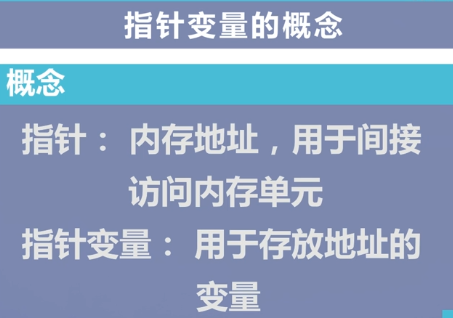 指针变量的概念
概念
指针： 内存地址，用于间接
访问内存单元
指针变量： 用于存放地址的
变量